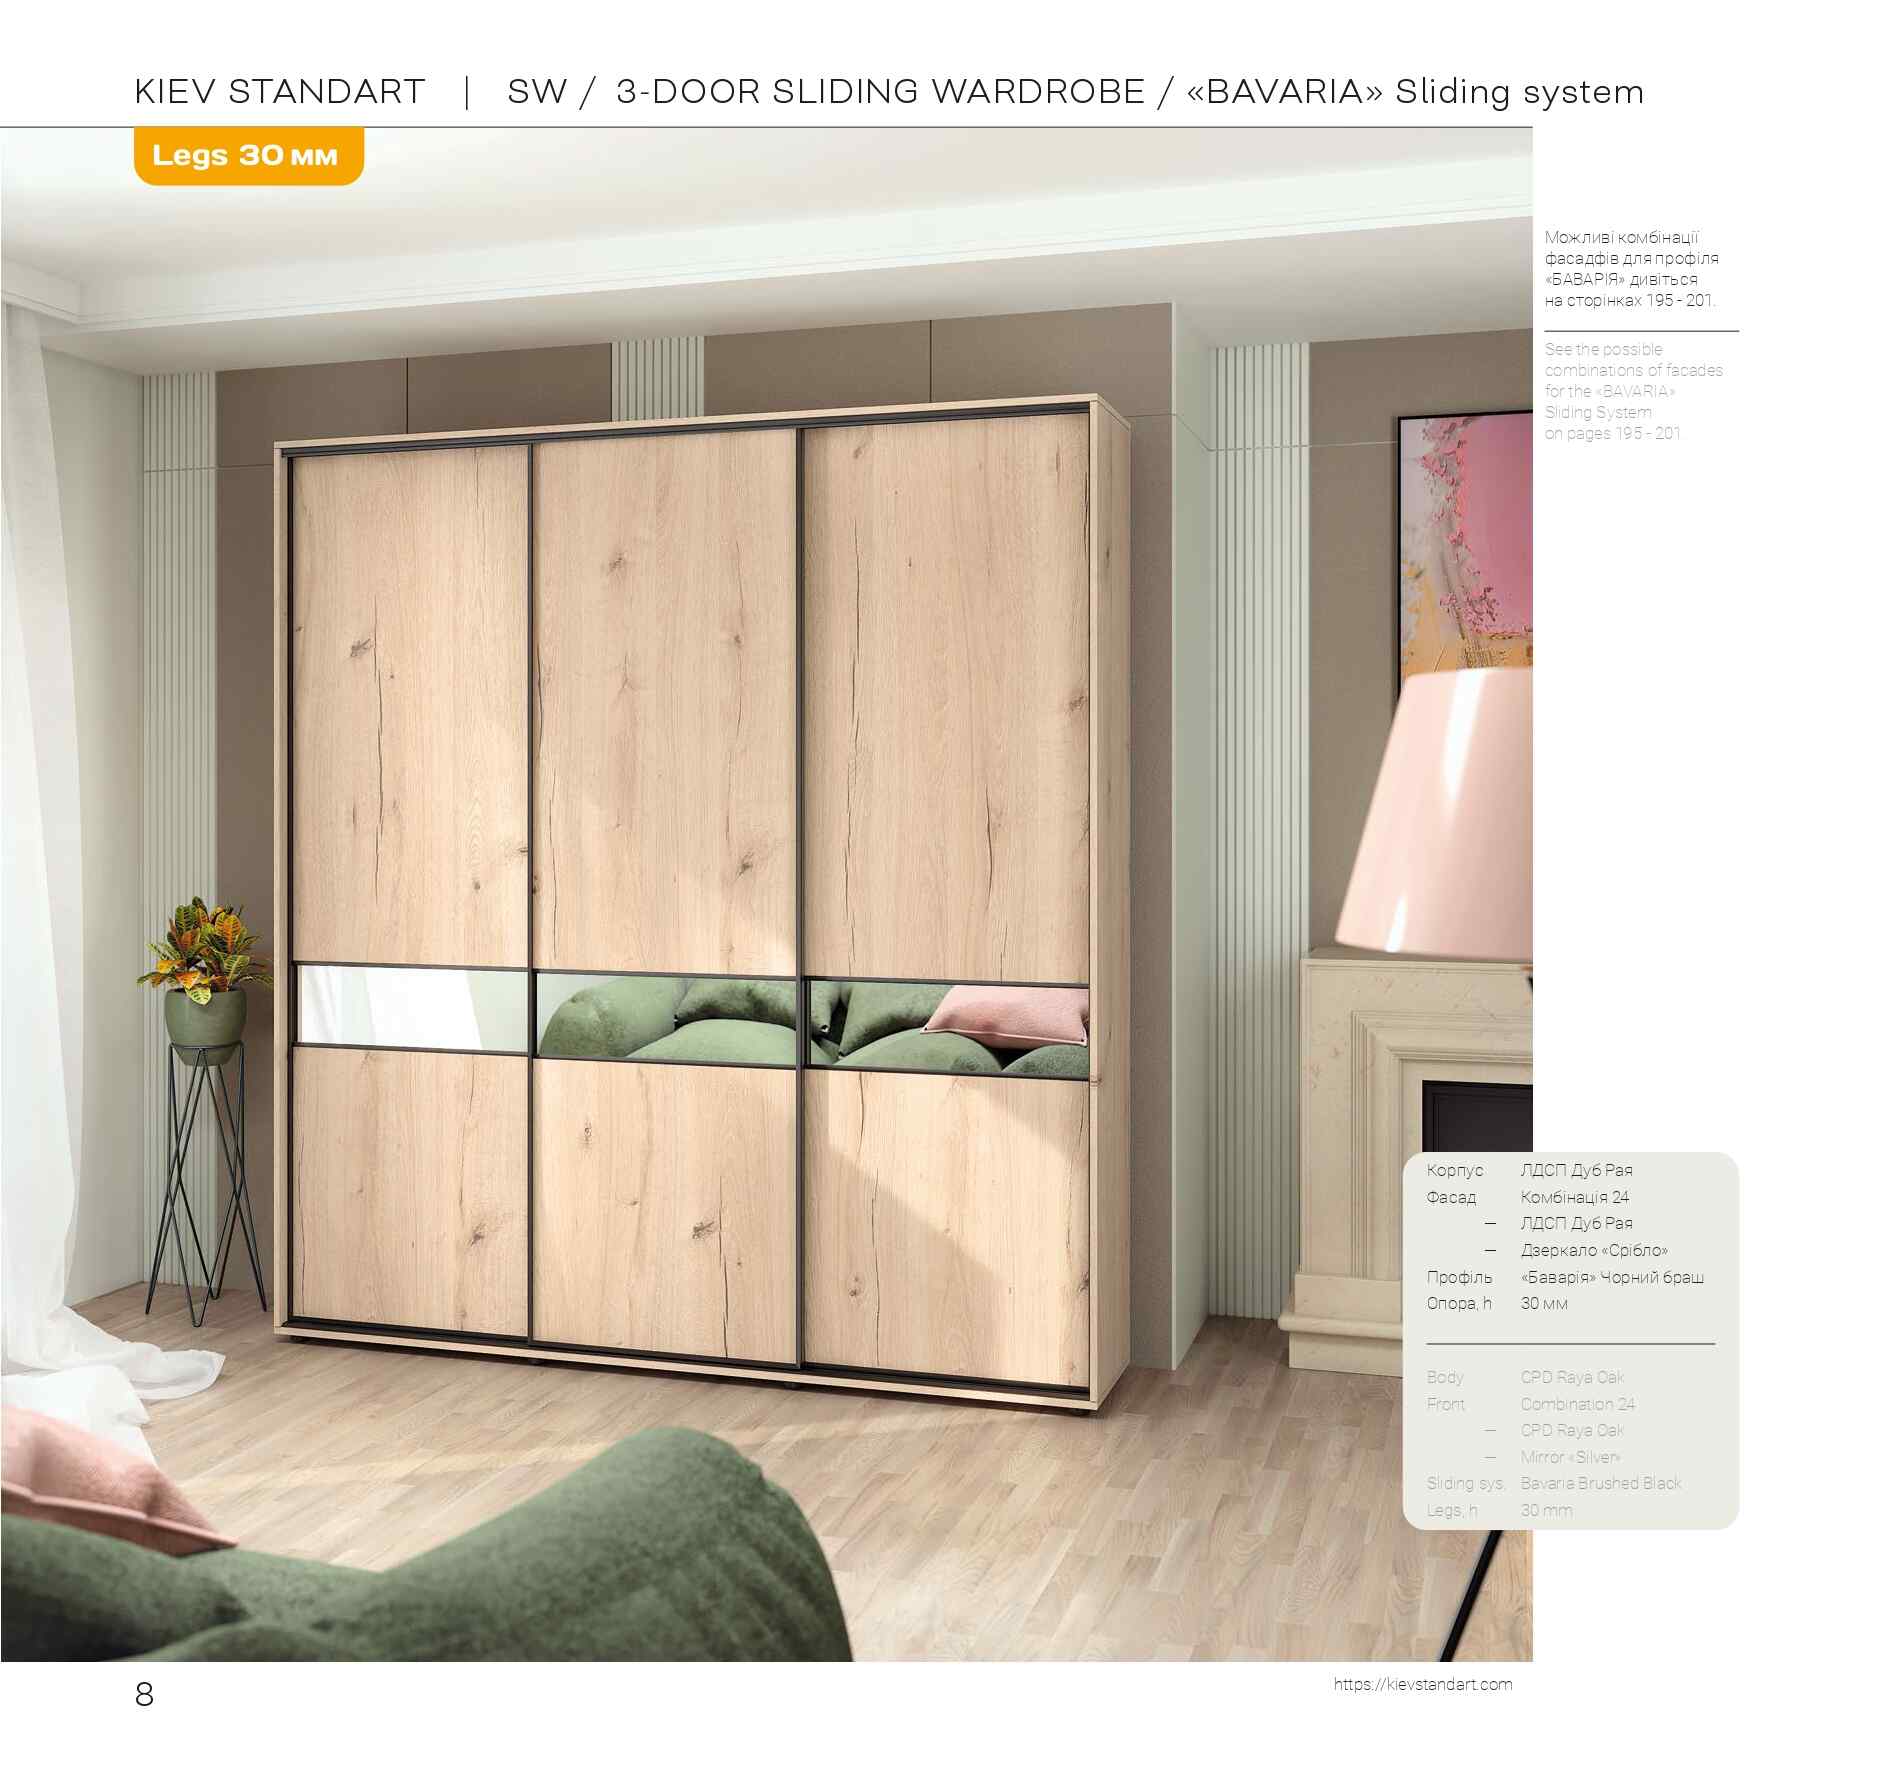 KIEV STANDART | SW / 3-DOOR SLIDING WARDROBE / «BAVARIA» Sliding system
Legs 30 мм
Можливі комбінації
фасадфів для профіля
«БАВАРІЯ» дивіться
на сторінках 195 - 201.
See the possible
combinations of facades
for the «BAVARIA»
Sliding System
on pages 195 - 201.
Корпус ЛДСП Дуб Рая
Фасад Комбінація 24
— ЛДСП Дуб Рая
— Дзеркало «Срібло»
Профіль «Баварія» Чорний браш
Опора, h 30 мм
Body CPD Raya Oak
Front Combination 24
— CPD Raya Oak
— Mirror «Silver»
Sliding sys. Bavaria Brushed Black
Legs, h 30 mm
8
https://kievstandart.com